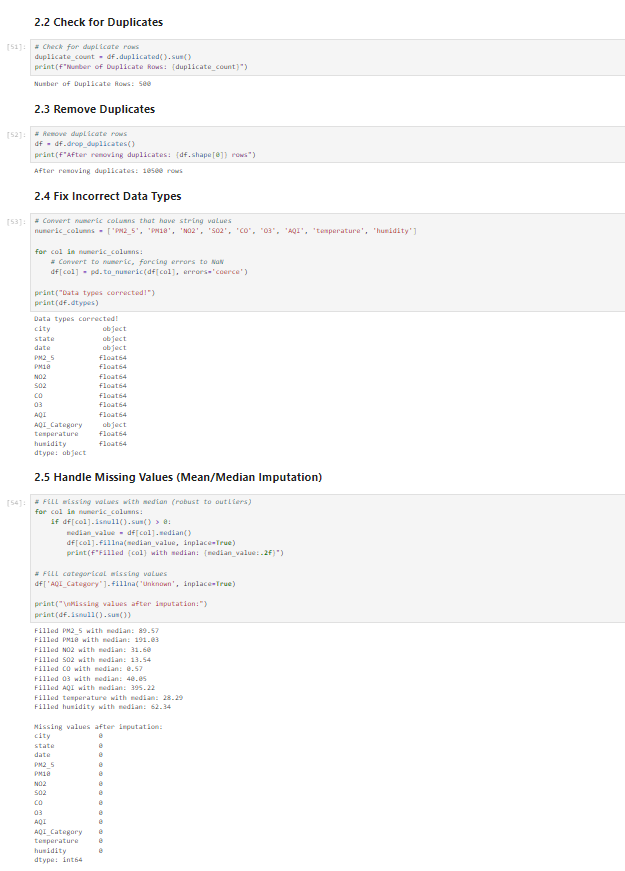 2.2 Check for Duplicates
[51]:
# Check for duplicate rows
duplicate_count = df.duplicated().sum()
print(f"Number of Duplicate Rows: {duplicate_count}")
Number of Duplicate Rows: 500
2.3 Remove Duplicates
[52]:
# Remove duplicate rows
df = df.drop_duplicates()
print(f"After removing duplicates: {df.shape[0]} rows")
After removing duplicates: 10500 rows
2.4 Fix Incorrect Data Types
[53]:
# Convert numeric columns that have string values
numeric_columns = ['PM2_5', 'PM10', 'NO2', 'SO2', 'CO', 'O3', 'AQI', 'temperature', 'humidity']
for col in numeric_columns:
    # Convert to numeric, forcing errors to NaN
    df[col] = pd.to_numeric(df[col], errors='coerce')
print("Data types corrected!")
print(df.dtypes)
Data types corrected!
city object
state object
date object
PM2_5 float64
PM10 float64
NO2 float64
SO2 float64
CO float64
O3 float64
AQI float64
AQI_Category object
temperature float64
humidity float64
dtype: object
2.5 Handle Missing Values (Mean/Median Imputation)
[54]:
# Fill missing values with median (robust to outliers)
for col in numeric_columns:
    if df[col].isnull().sum() > 0:
        median_value = df[col].median()
        df[col].fillna(median_value, inplace=True)
        print(f"Filled {col} with median: {median_value:.2f}")
# Fill categorical missing values
df['AQI_Category'].fillna('Unknown', inplace=True)
print("\nMissing values after imputation:")
print(df.isnull().sum())
Filled PM2_5 with median: 89.57
Filled PM10 with median: 191.03
Filled NO2 with median: 31.60
Filled SO2 with median: 13.54
Filled CO with median: 0.57
Filled O3 with median: 40.05
Filled AQI with median: 395.22
Filled temperature with median: 28.29
Filled humidity with median: 62.34
Missing values after imputation:
city 0
state 0
date 0
PM2_5 0
PM10 0
NO2 0
SO2 0
CO 0
O3 0
AQI 0
AQI_Category 0
temperature 0
humidity 0
dtype: int64